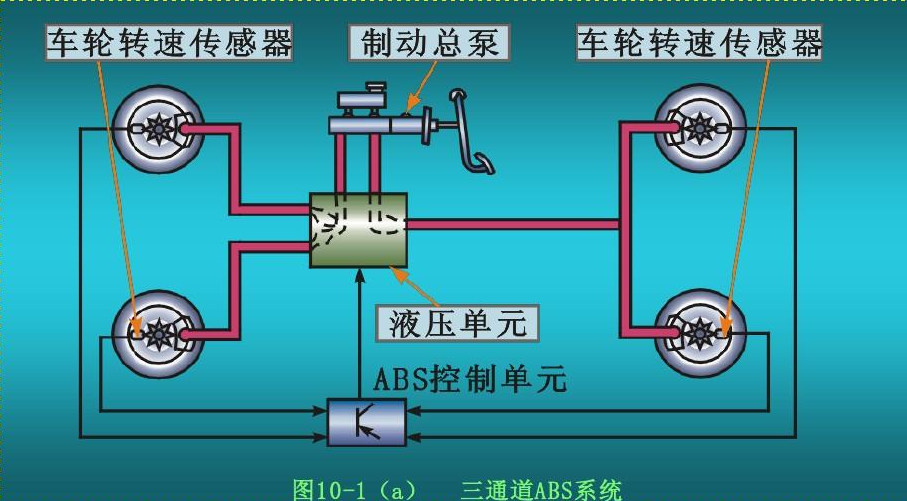 车轮转速传感器
制动总泵
车轮转速传感器
液压单元
ABS控制单元
图10-1（a） 三通道ABS系统